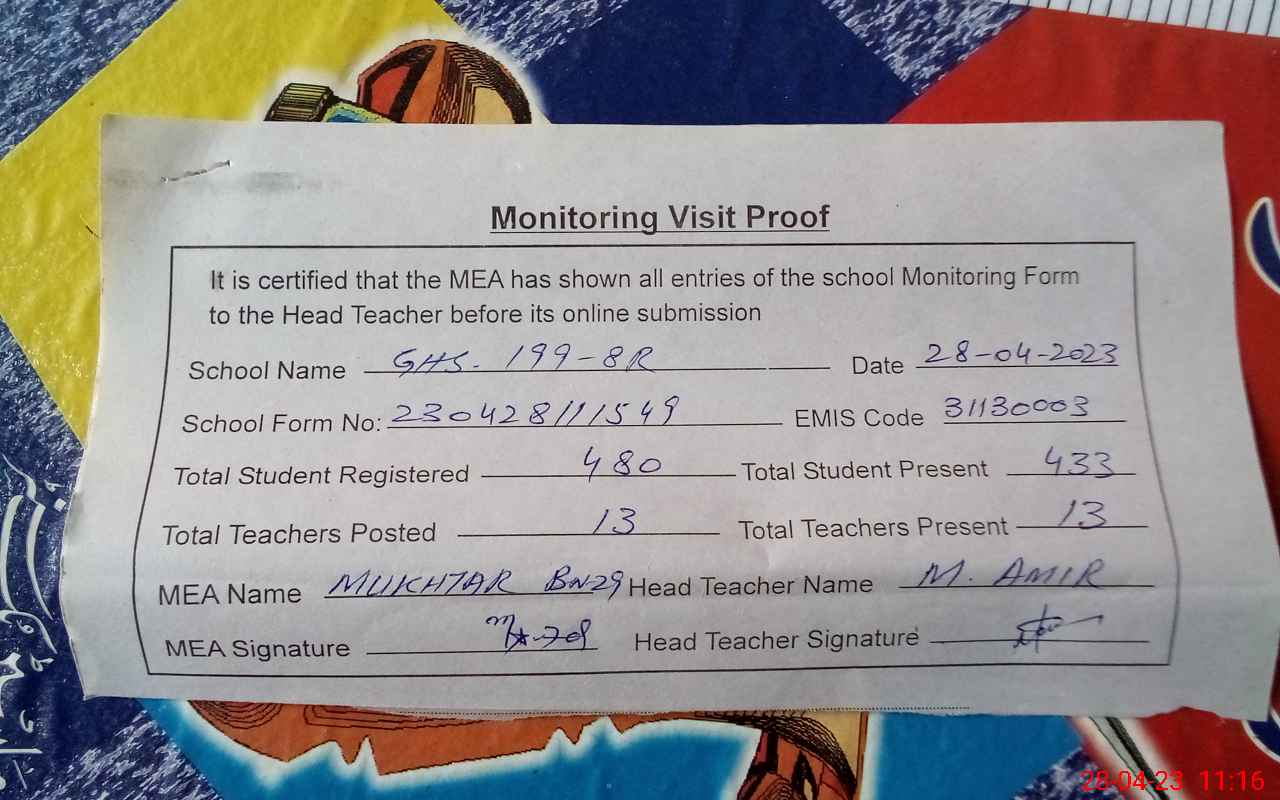 Monitoring Visit Proof
It is certified that the MEA has shown all entries of the school Monitoring Form
to the Head Teacher before its online submission
School Name GHS. 199-8R Date 28-04-2023
School Form No: 230428111549 EMIS Code 31130003
Total Student Registered 480 Total Student Present 433
Total Teachers Posted 13 Total Teachers Present 13
MEA Name MUKHTAR BN29 Head Teacher Name M. AMIR
MEA Signature Head Teacher Signature
28-04-23 11:16